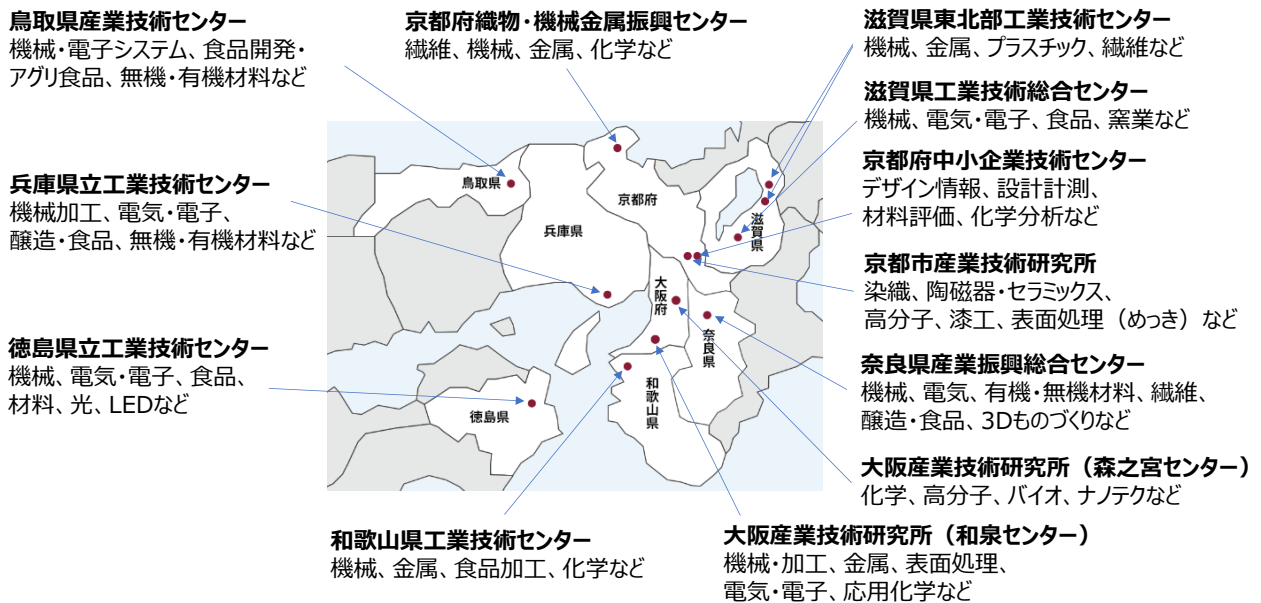 鳥取県産業技術センター
機械・電子システム、食品開発・
アグリ食品、無機・有機材料など
京都府織物・機械金属振興センター
繊維、機械、金属、化学など
滋賀県東北部工業技術センター
機械、金属、プラスチック、繊維など
滋賀県工業技術総合センター
機械、電気・電子、食品、窯業など
京都府中小企業技術センター
デザイン情報、設計計測、
材料評価、化学分析など
京都市産業技術研究所
染織、陶磁器・セラミックス、
高分子、漆工、表面処理（めっき）など
奈良県産業振興総合センター
機械、電気、有機・無機材料、繊維、
醸造・食品、3Dものづくりなど
大阪産業技術研究所（森之宮センター）
化学、高分子、バイオ、ナノテクなど
大阪産業技術研究所（和泉センター）
機械・加工、金属、表面処理、
電気・電子、応用化学など
和歌山県工業技術センター
機械、金属、食品加工、化学など
兵庫県立工業技術センター
機械加工、電気・電子、
醸造・食品、無機・有機材料など
徳島県立工業技術センター
機械、電気・電子、食品、
材料、光、LEDなど
鳥取県
兵庫県
京都府
滋賀県
大阪府
奈良県
和歌山県
徳島県